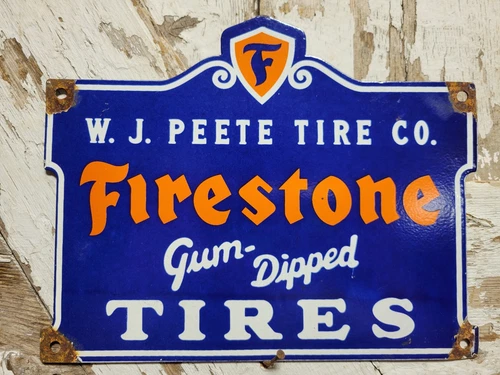 F
W. J. PEETE TIRE CO.
Firestone
Gum-Dipped
TIRES